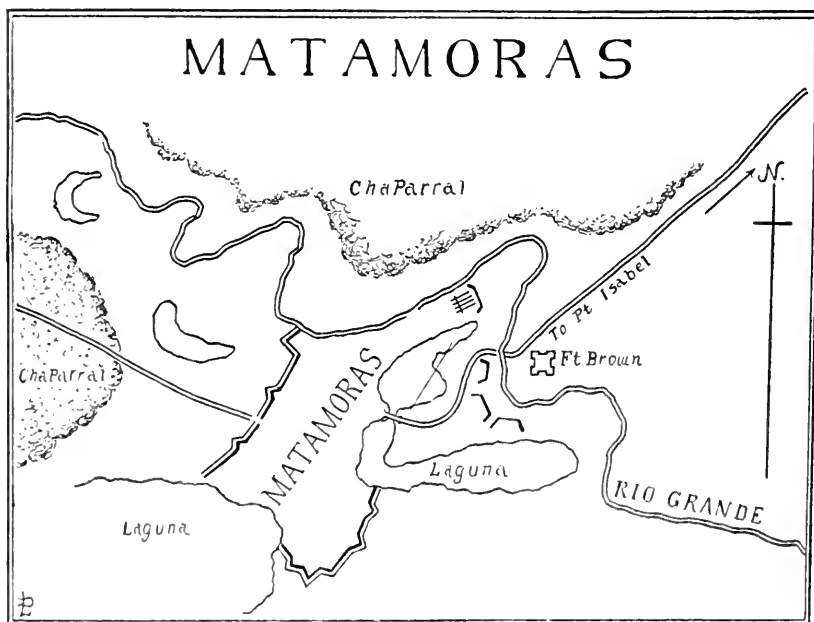 MATAMORAS
ChaParral
N.
To Pt Isabel
Ft Brown
ChaParral
MATAMORAS
Laguna
RIO GRANDE
Laguna